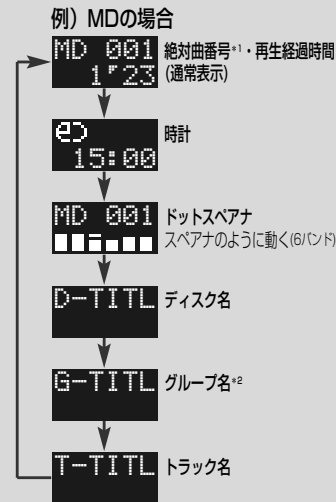 例）MDの場合
MD 001 絶対曲番号*1・再生経過時間
1'23 (通常表示)
時計
15:00
MD 001 ドットスペアナ
スペアナのように動く(6バンド)
D-TITL ディスク名
G-TITL グループ名*2
T-TITL トラック名